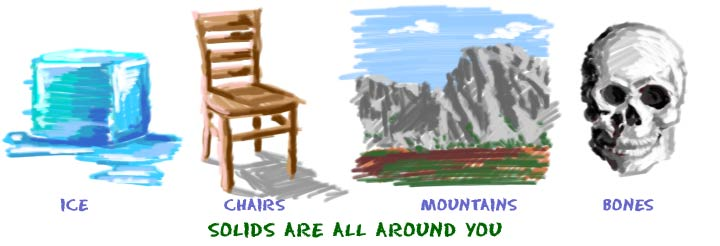 ICE CHAIRS MOUNTAINS BONES
SOLIDS ARE ALL AROUND YOU